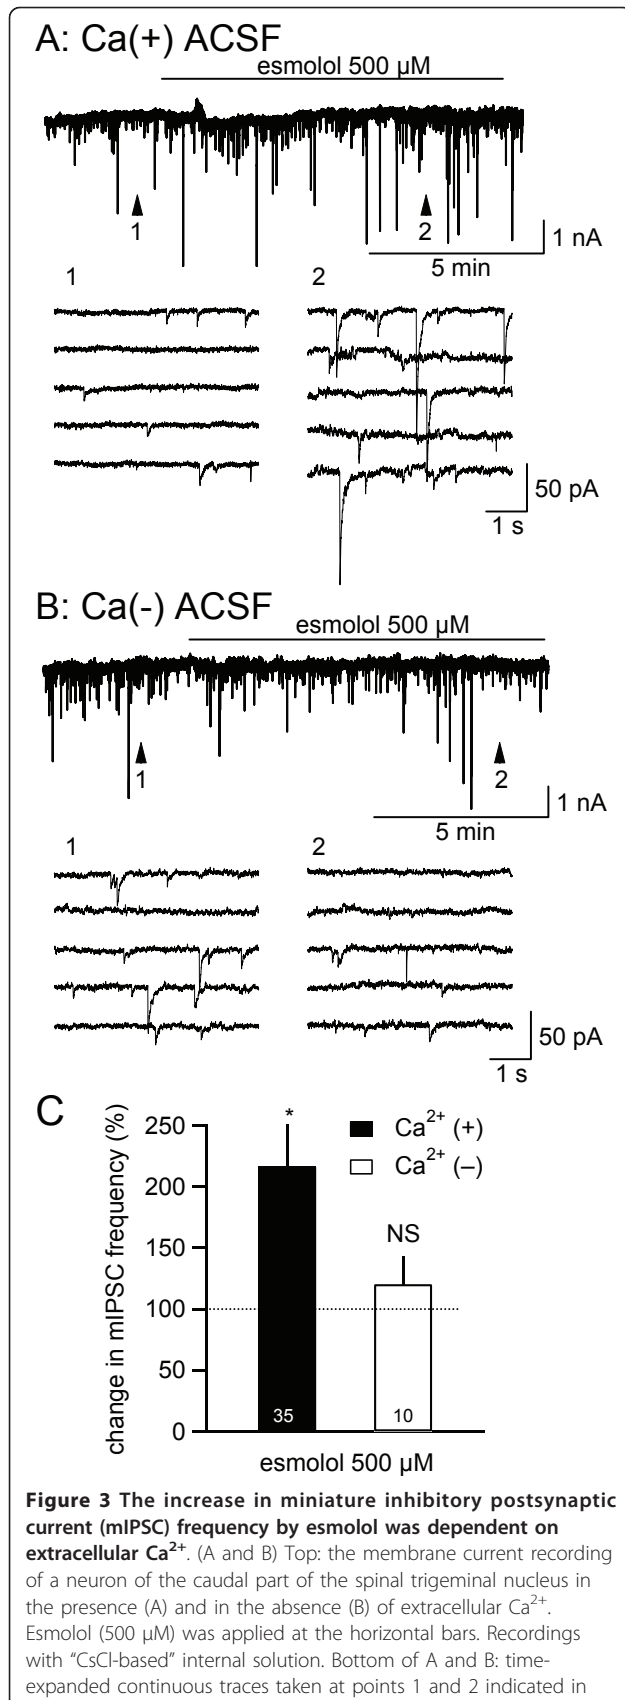 A: Ca(+) ACSF
esmolol 500 µM
1
2
1 nA
5 min
1
2
50 pA
1 s
B: Ca(-) ACSF
esmolol 500 µM
1
2
1 nA
5 min
1
2
50 pA
1 s
C
change in mIPSC frequency (%)
250
200
150
100
50
0
*
NS
Ca²⁺ (+)
Ca²⁺ (–)
35
10
esmolol 500 µM
Figure 3 The increase in miniature inhibitory postsynaptic
current (mIPSC) frequency by esmolol was dependent on
extracellular Ca²⁺. (A and B) Top: the membrane current recording
of a neuron of the caudal part of the spinal trigeminal nucleus in
the presence (A) and in the absence (B) of extracellular Ca²⁺.
Esmolol (500 µM) was applied at the horizontal bars. Recordings
with “CsCl-based” internal solution. Bottom of A and B: time-
expanded continuous traces taken at points 1 and 2 indicated in